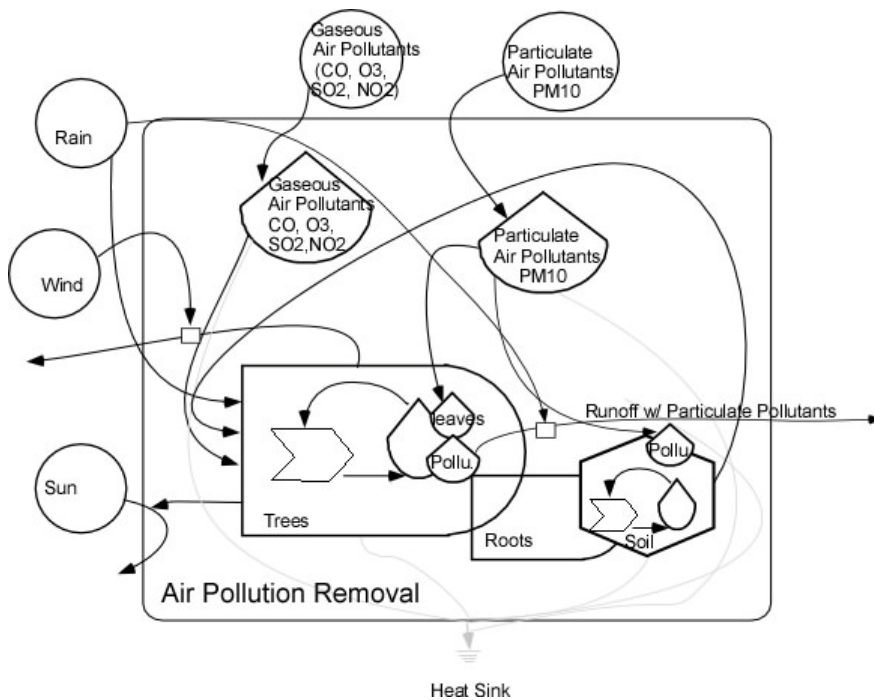 Gaseous
Air Pollutants
(CO, O3,
SO2, NO2)
Particulate
Air Pollutants
PM10
Rain
Gaseous
Air Pollutants
CO, O3,
SO2,NO2
Particulate
Air Pollutants
PM10
Wind
leaves
Runoff w/ Particulate Pollutants
Pollu.
Pollu.
Sun
Trees
Roots
Soil
Air Pollution Removal
Heat Sink